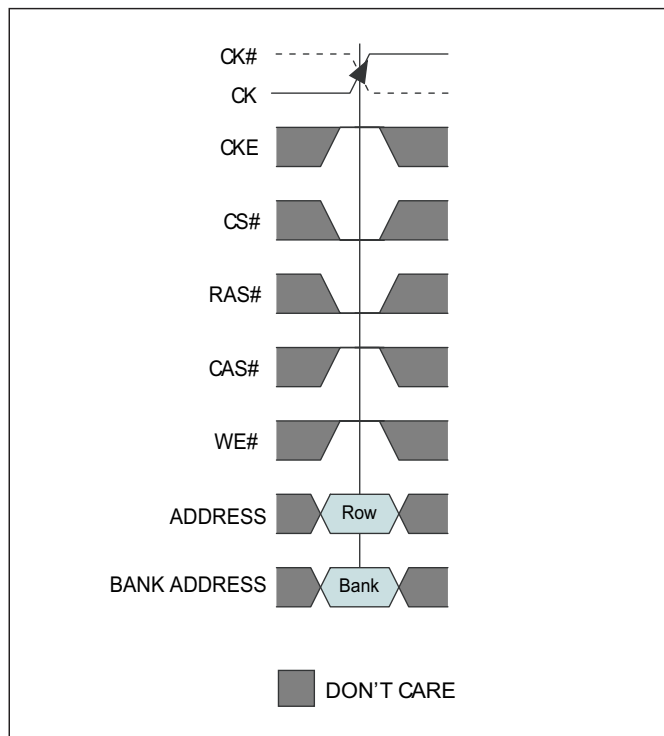 CK#
CK
CKE
CS#
RAS#
CAS#
WE#
ADDRESS Row
BANK ADDRESS Bank
DON'T CARE